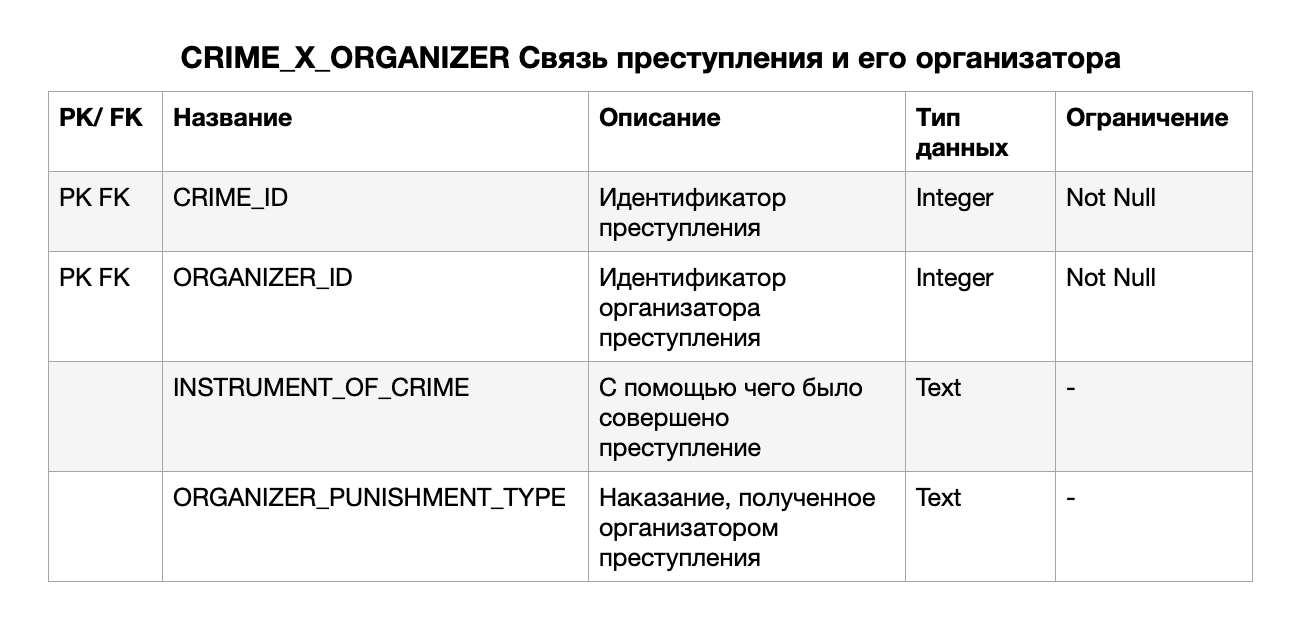 CRIME_X_ORGANIZER Связь преступления и его организатора
PK/ FK Название Описание Тип данных Ограничение
PK FK CRIME_ID Идентификатор преступления Integer Not Null
PK FK ORGANIZER_ID Идентификатор организатора преступления Integer Not Null
INSTRUMENT_OF_CRIME С помощью чего было совершено преступление Text -
ORGANIZER_PUNISHMENT_TYPE Наказание, полученное организатором преступления Text -